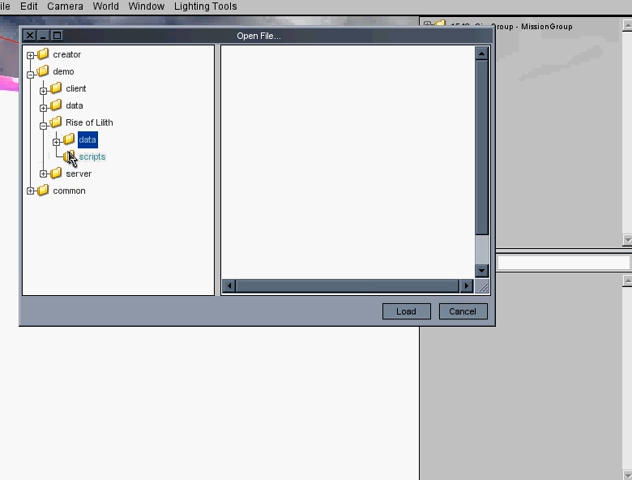 ile Edit Camera World Window Lighting Tools
Group - MissionGroup
Open File...
creator
demo
client
data
Rise of Lilith
data
scripts
server
common
Load Cancel